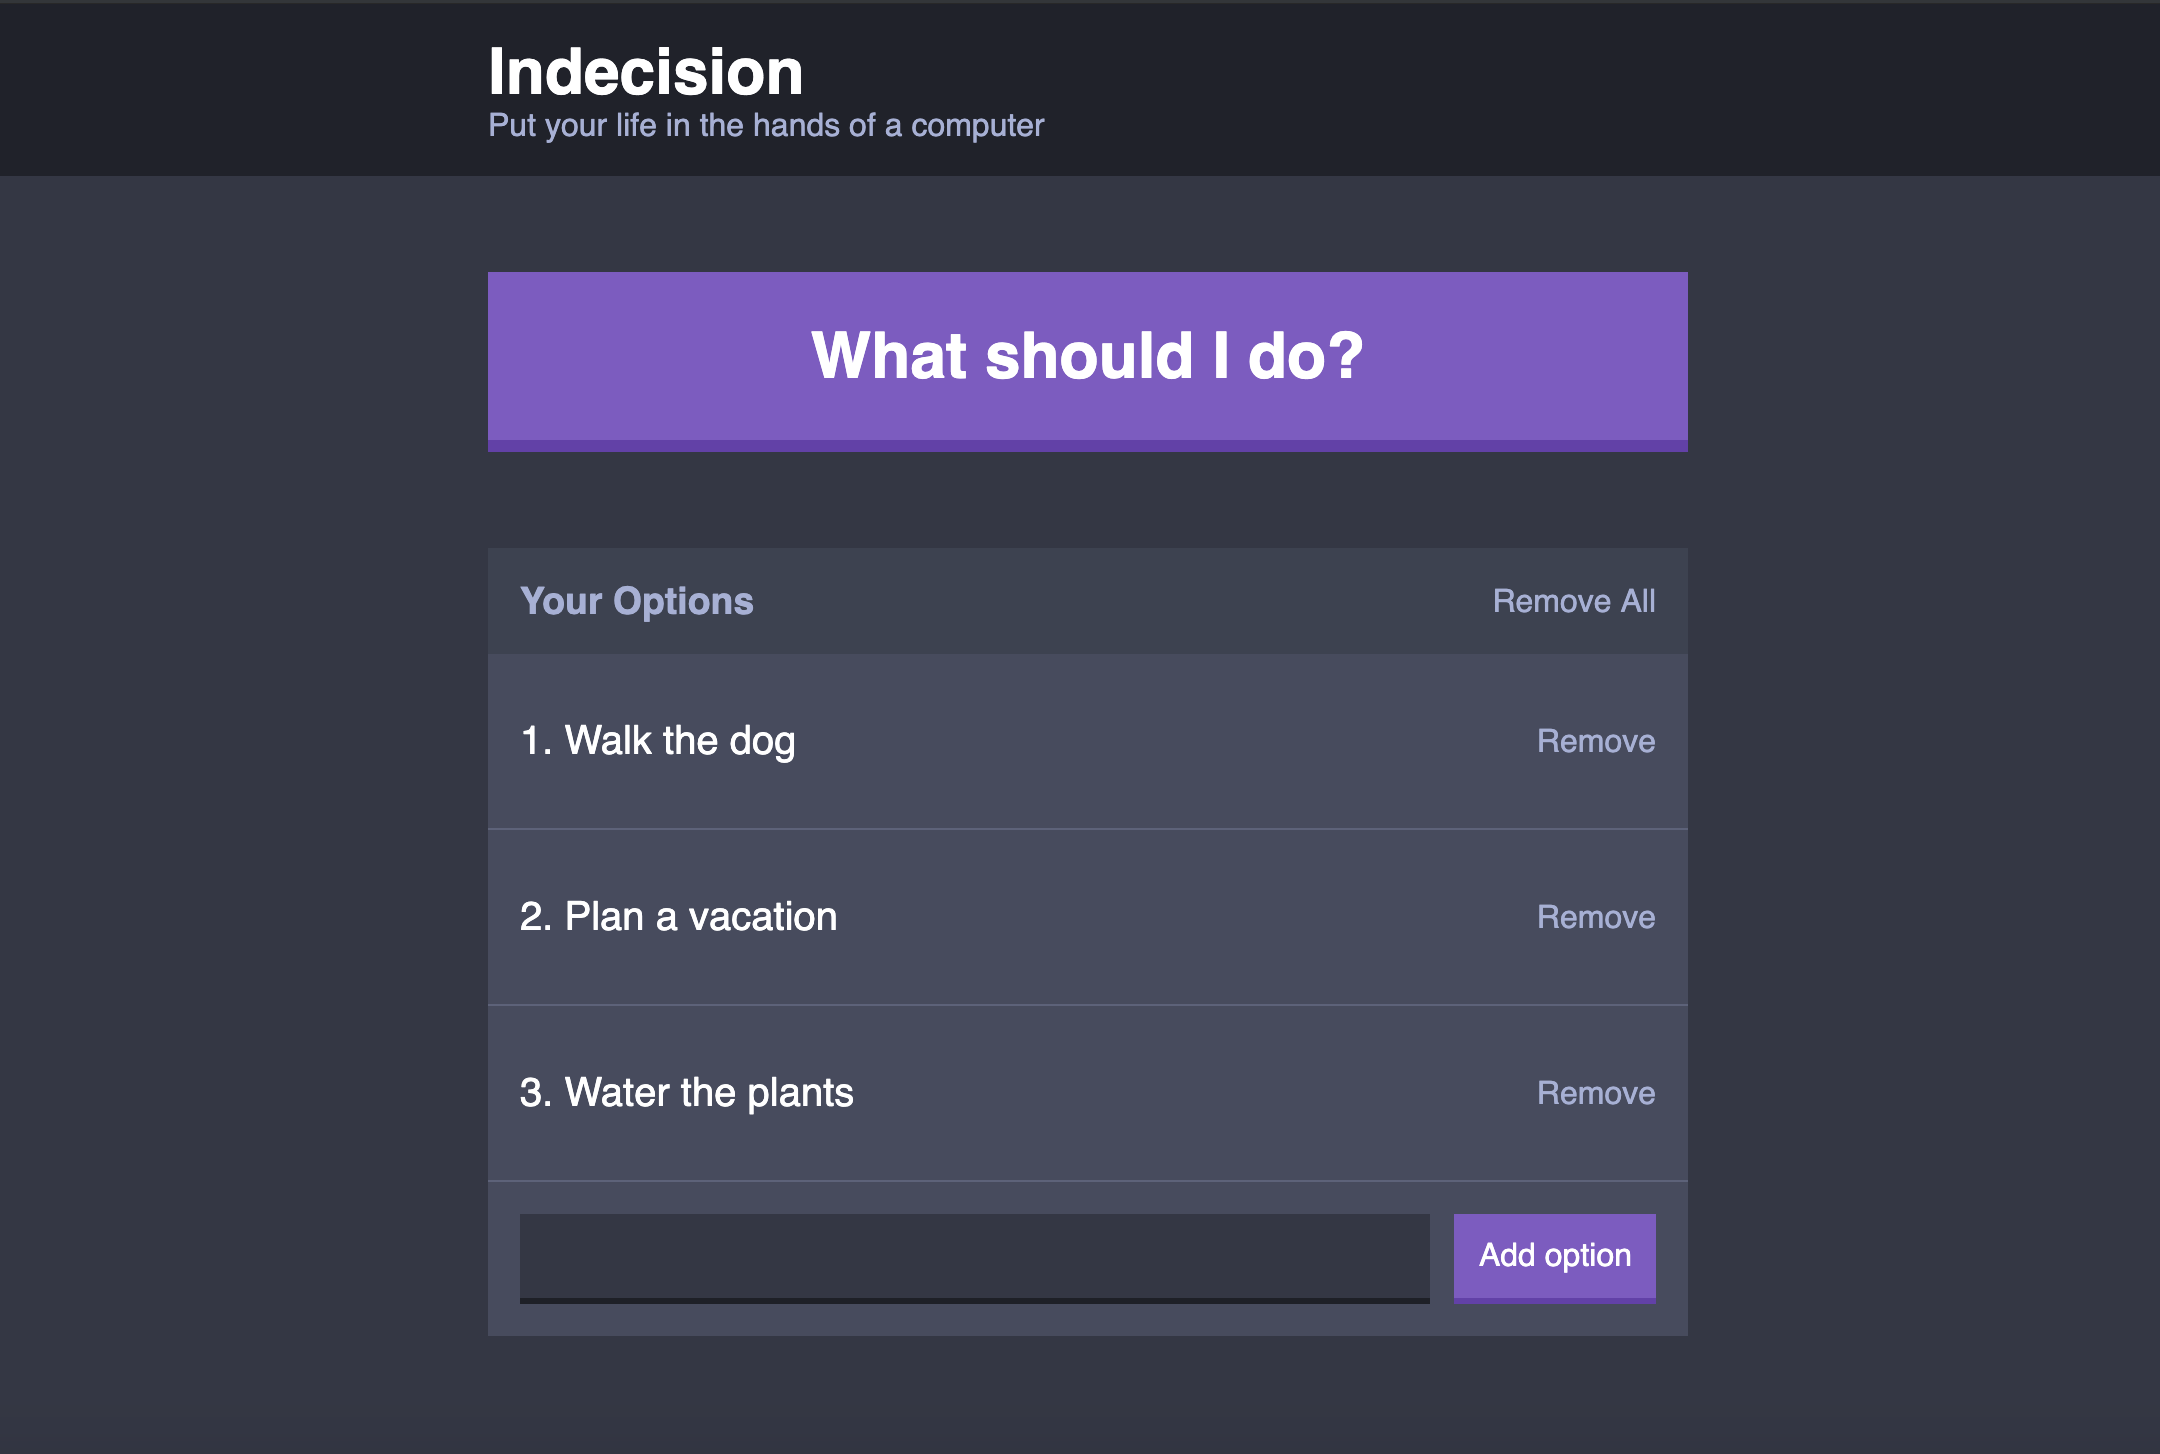 Indecision
Put your life in the hands of a computer
What should I do?
Your Options
Remove All
1. Walk the dog
Remove
2. Plan a vacation
Remove
3. Water the plants
Remove
Add option